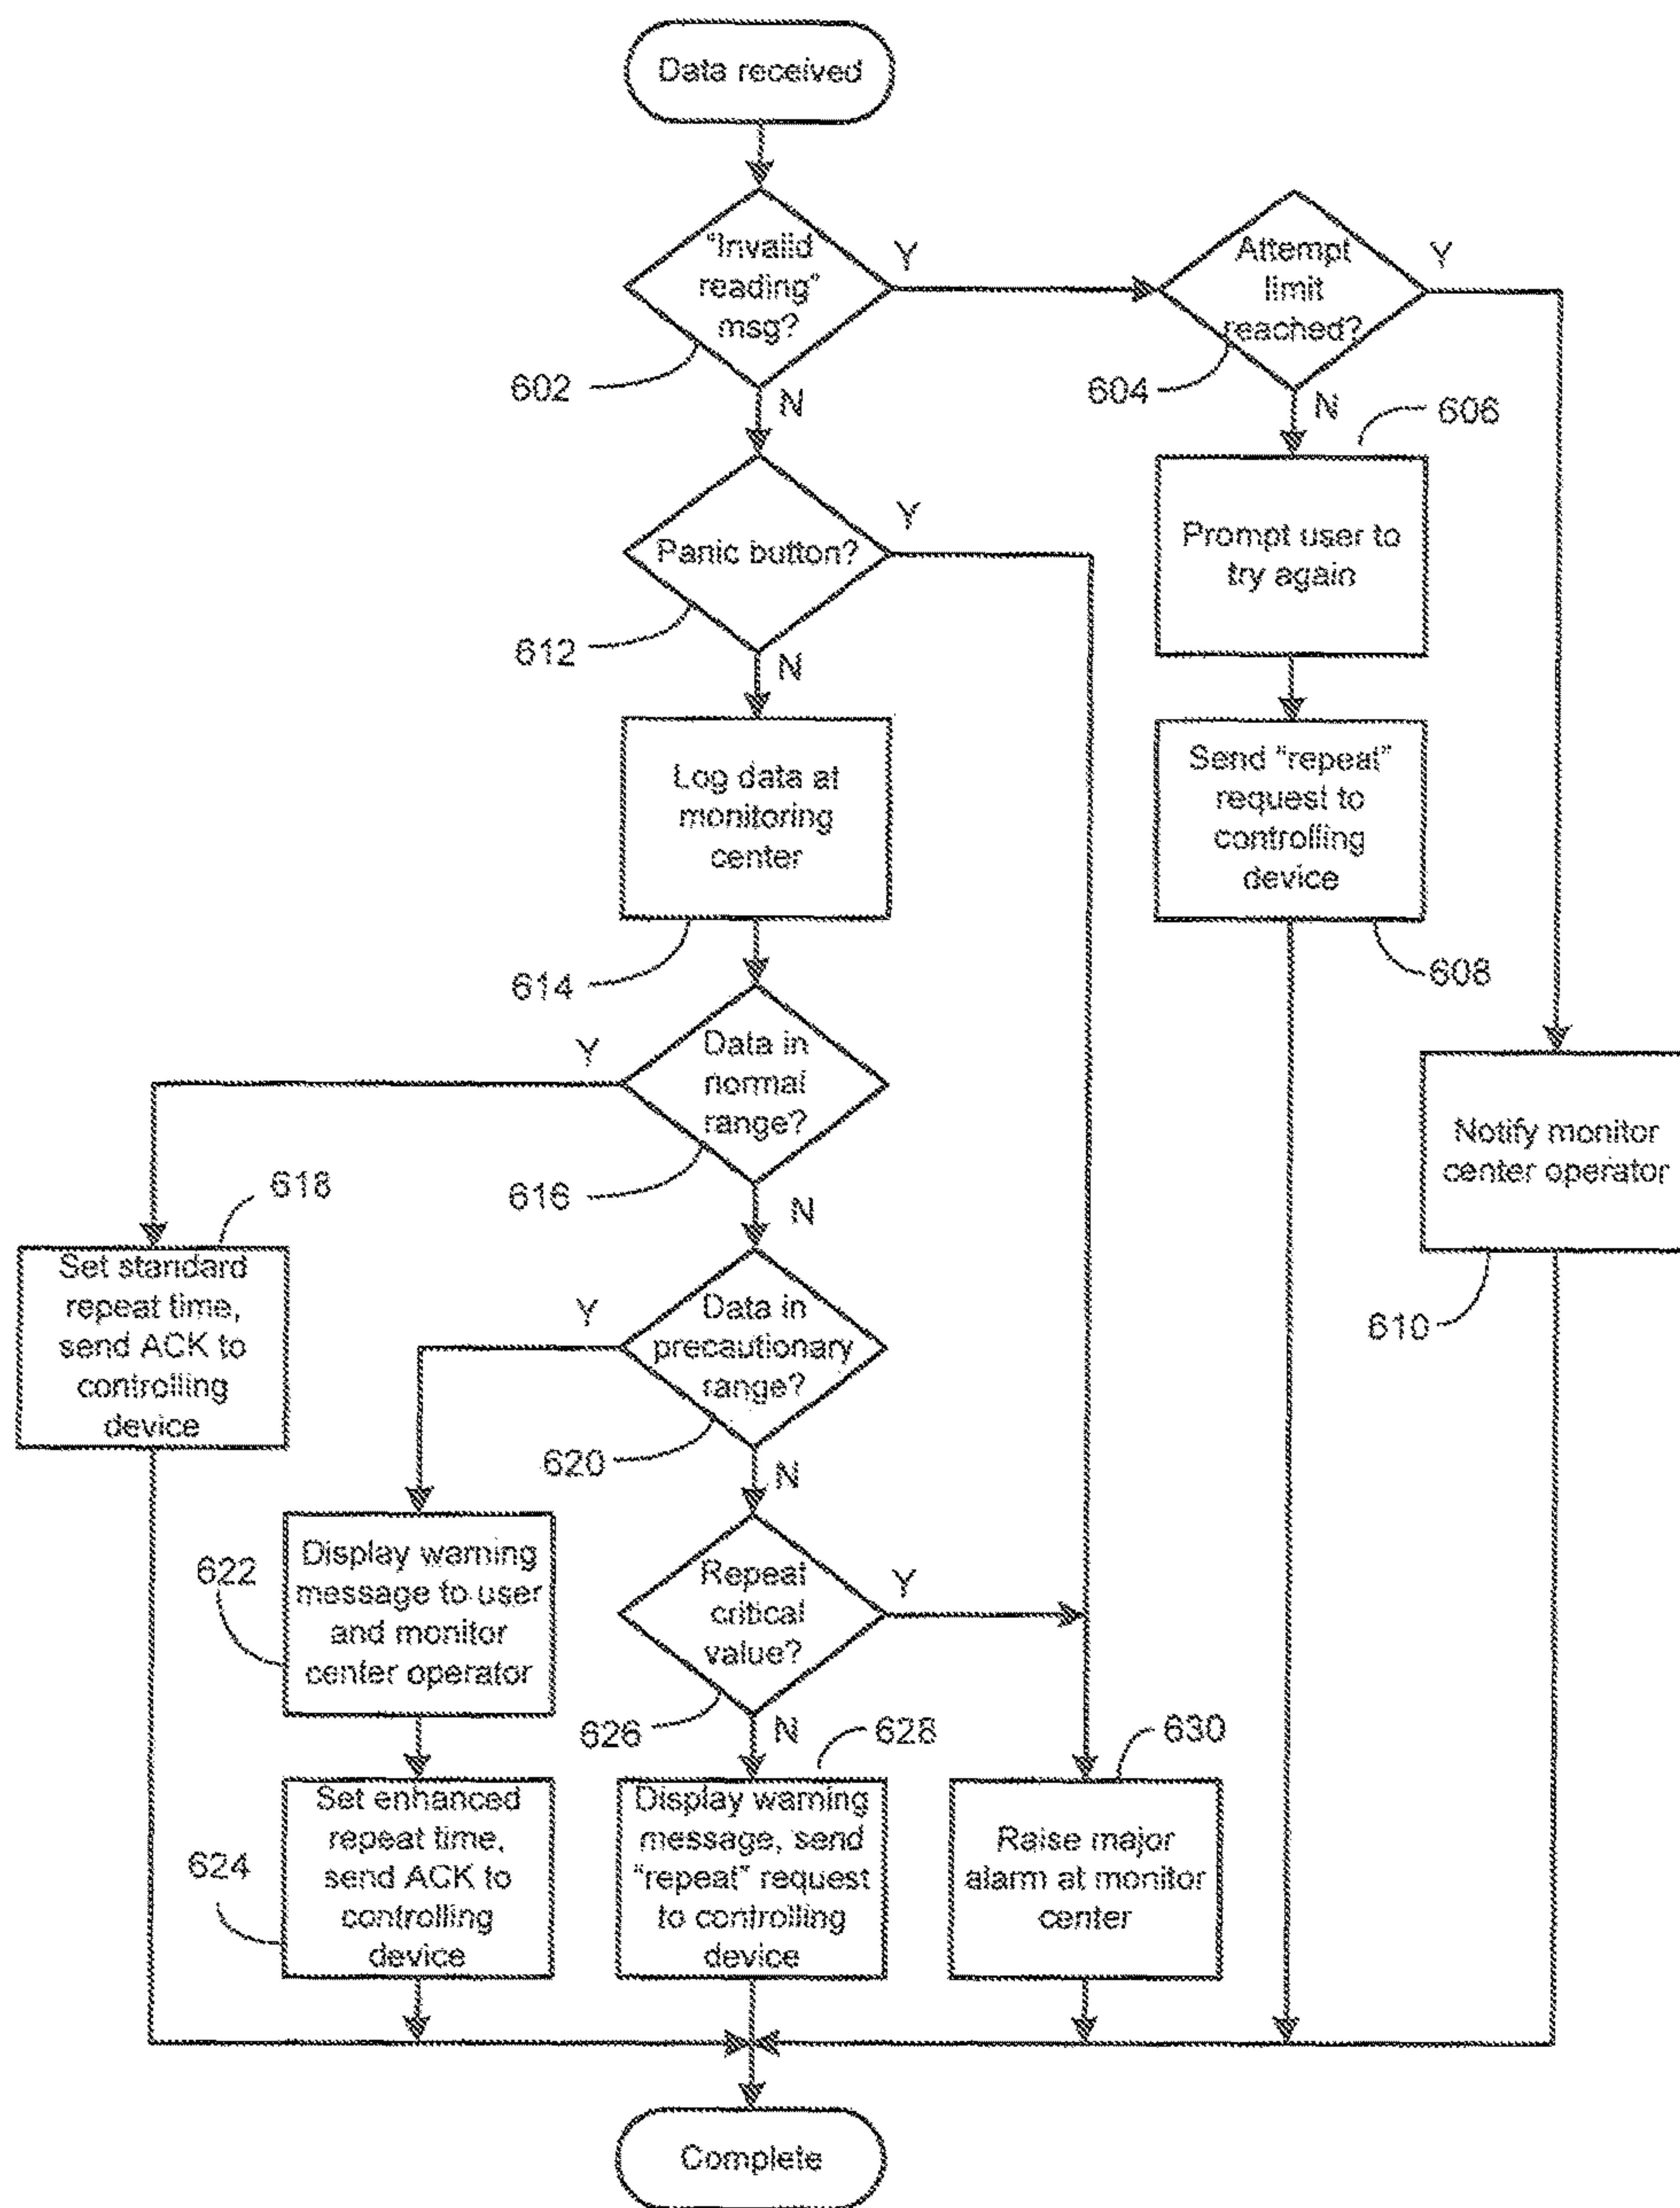 Data received
"Invalid
reading"
msg?
Y
602
N
Attempt
limit
reached?
Y
604
N
606
Prompt user to
try again
Send "repeat"
request to
controlling
device
608
Notify monitor
center operator
610
Panic button?
Y
612
N
Log data at
monitoring
center
614
Data in
normal
range?
Y
616
N
618
Set standard
repeat time,
send ACK to
controlling
device
Data in
precautionary
range?
Y
620
N
622
Display warning
message to user
and monitor
center operator
624
Set enhanced
repeat time,
send ACK to
controlling
device
Repeat
critical
value?
Y
626
N
628
Display warning
message, send
"repeat" request
to controlling
device
630
Raise major
alarm at monitor
center
Complete